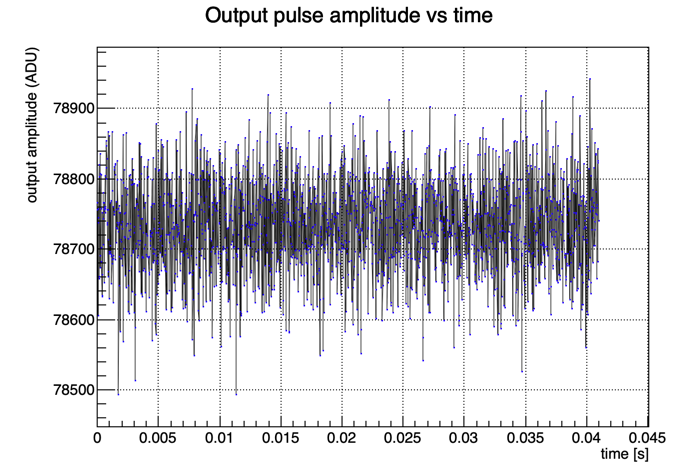 Output pulse amplitude vs time
output amplitude (ADU)
78900
78800
78700
78600
78500
0 0.005 0.01 0.015 0.02 0.025 0.03 0.035 0.04 0.045
time [s]